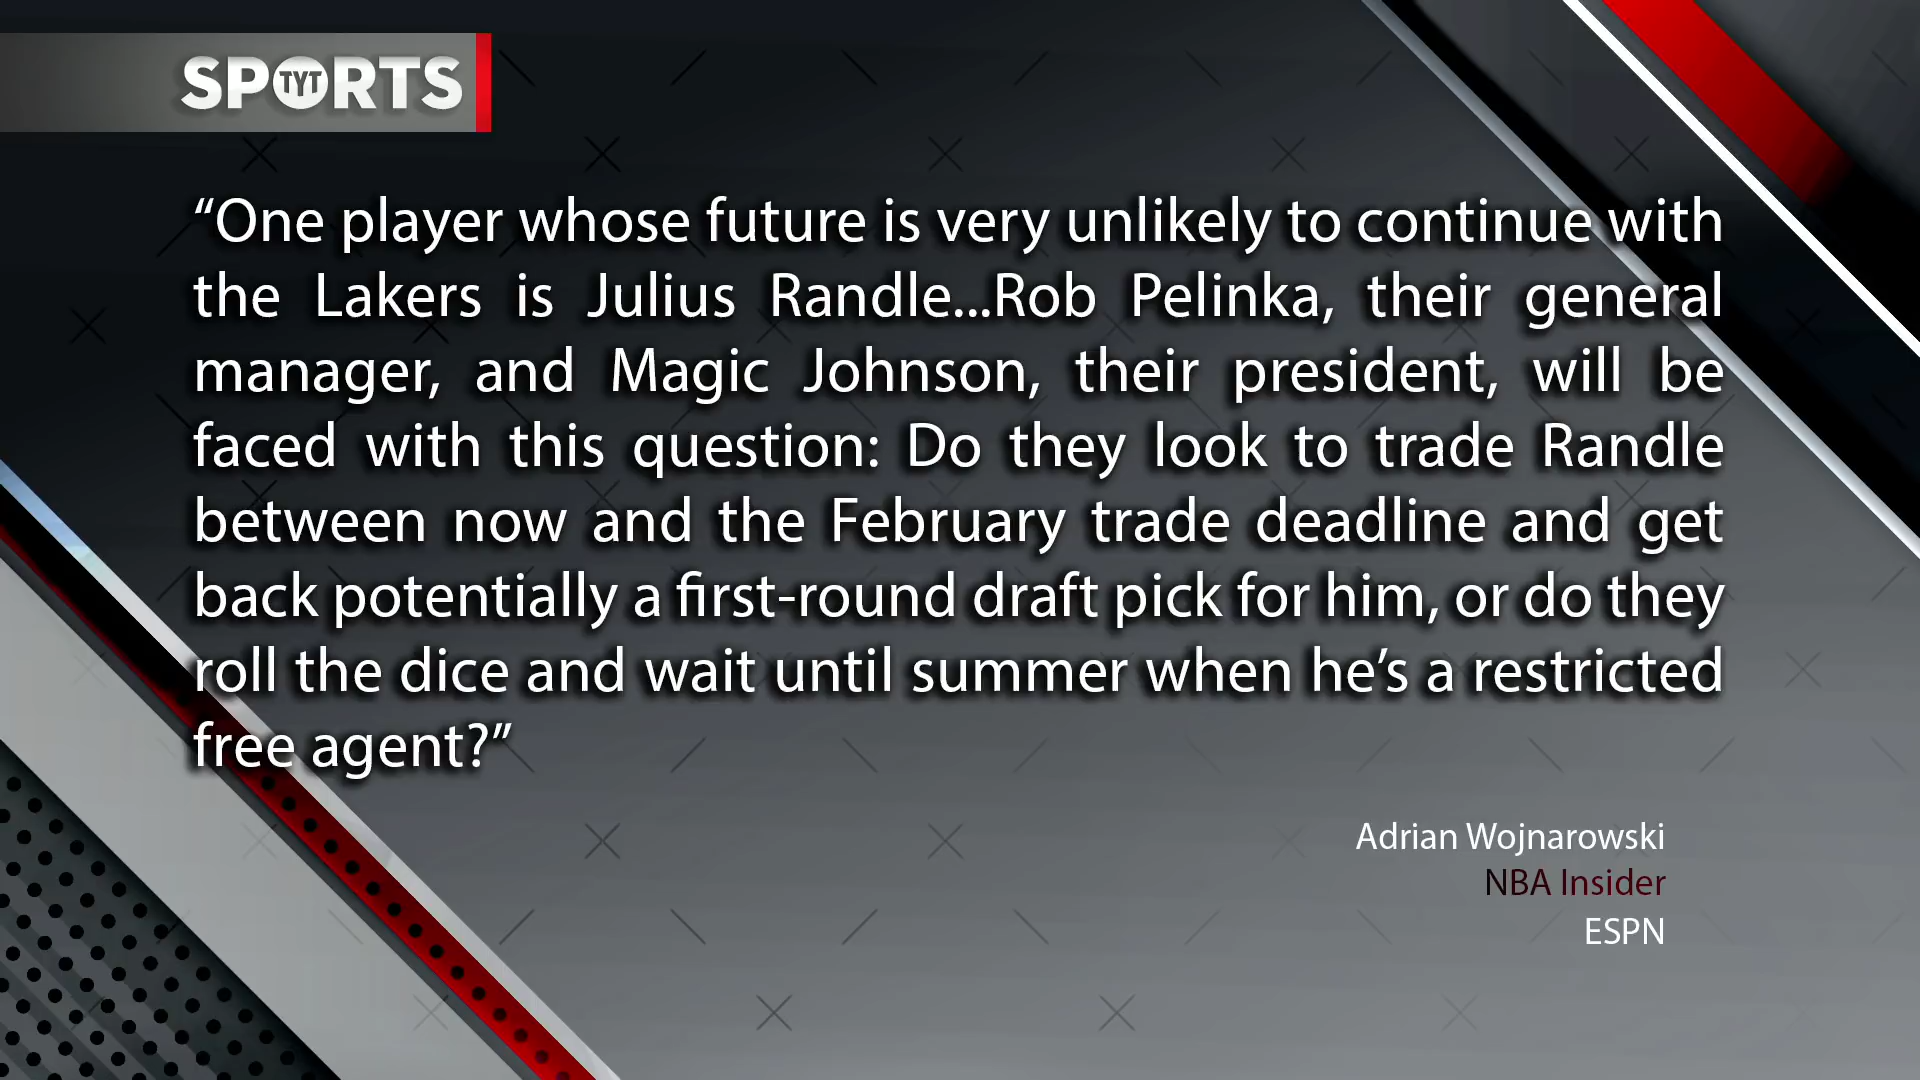 SPORTS
TYT
“One player whose future is very unlikely to continue with
the Lakers is Julius Randle...Rob Pelinka, their general
manager, and Magic Johnson, their president, will be
faced with this question: Do they look to trade Randle
between now and the February trade deadline and get
back potentially a first-round draft pick for him, or do they
roll the dice and wait until summer when he’s a restricted
free agent?”
Adrian Wojnarowski
NBA Insider
ESPN